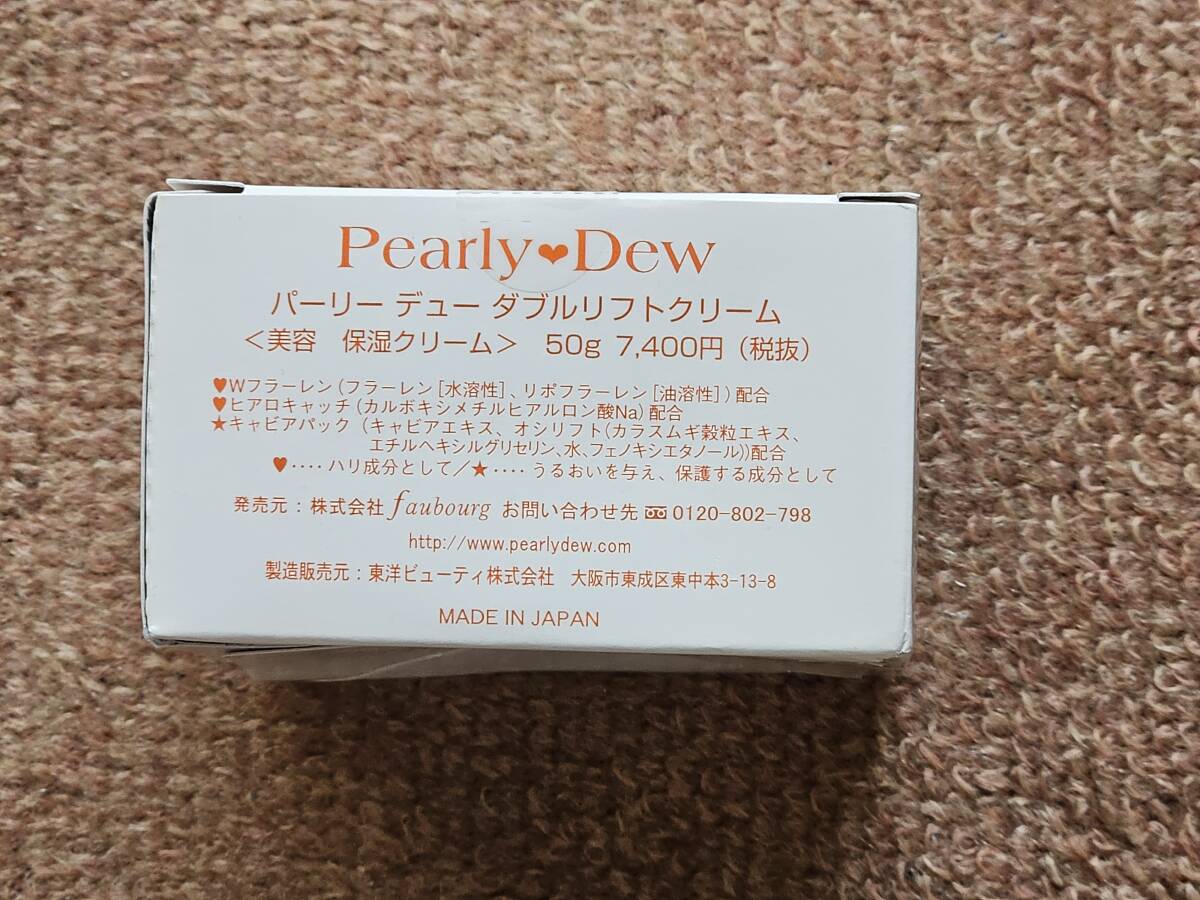 Pearly♥Dew
パーリー デュー ダブルリフトクリーム
＜美容　保湿クリーム＞　50g 7,400円（税抜）
♥Wフラーレン（フラーレン［水溶性］、リポフラーレン［油溶性］）配合
♥ヒアロキャッチ（カルボキシメチルヒアルロン酸Na）配合
★キャビアパック（キャビアエキス、オシリフト（カラスムギ穀粒エキス、
エチルヘキシルグリセリン、水、フェノキシエタノール））配合
♥‥‥ハリ成分として／★‥‥うるおいを与え、保護する成分として
発売元：株式会社faubourg お問い合わせ先 0120-802-798
http://www.pearlydew.com
製造販売元：東洋ビューティ株式会社　大阪市東成区東中本3-13-8
MADE IN JAPAN